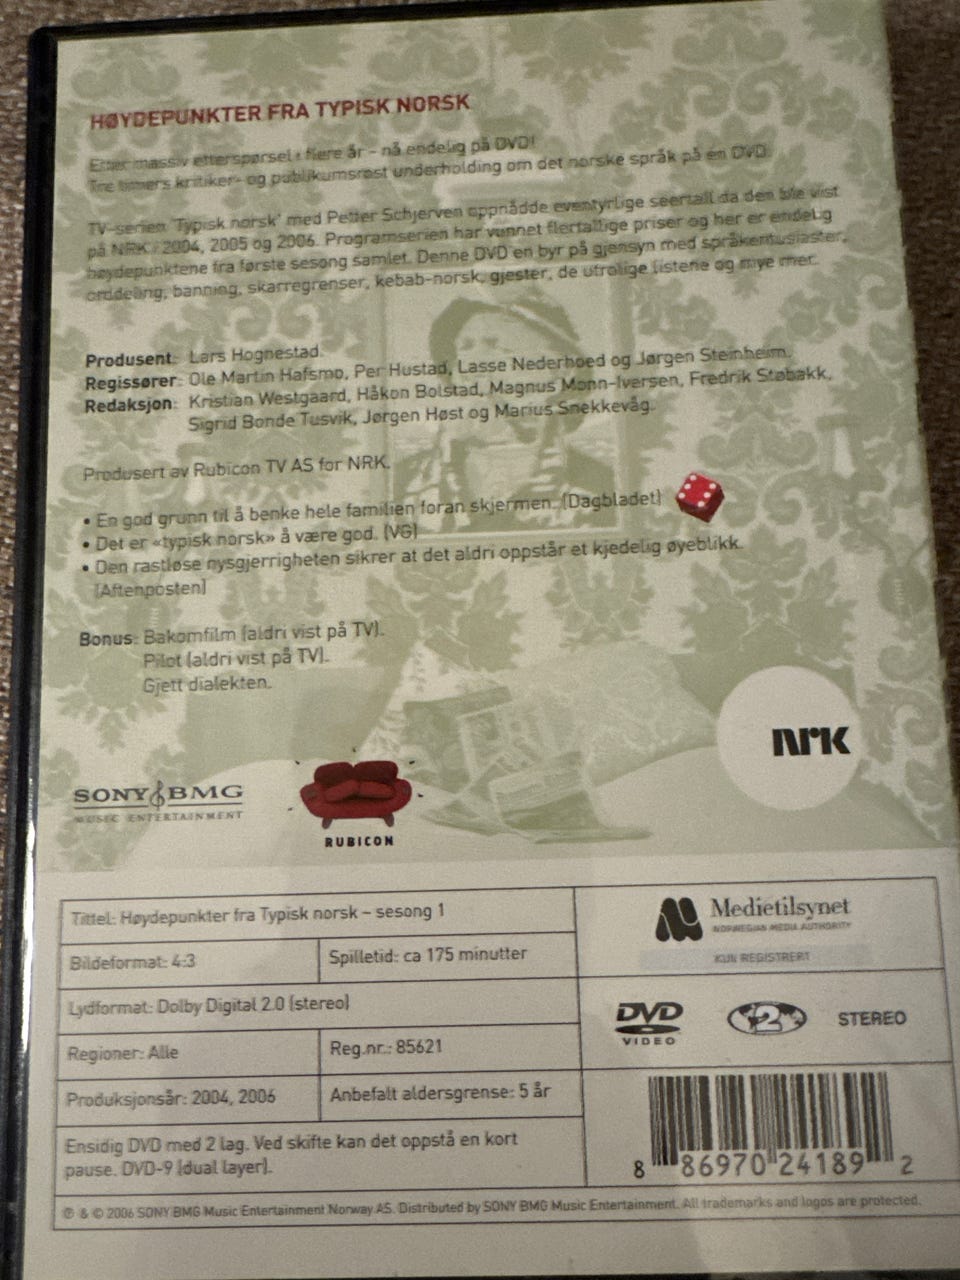 HØYDEPUNKTER FRA TYPISK NORSK
Etter massiv etterspørsel i flere år - nå endelig på DVD!
Tre timers kritiker- og publikumsrost underholding om det norske språk på en DVD.
TV-serien 'Typisk norsk' med Petter Schjerven oppnådde eventyrlige seertall da den ble vist
på NRK i 2004, 2005 og 2006. Programserien har vunnet flertallige priser og her er endelig
høydepunktene fra første sesong samlet. Denne DVD en byr på gjensyn med språkentusiaster,
orddeling, banning, skarregrenser, kebab-norsk, gjester, de utrolige listene og mye mer.
Produsent: Lars Hognestad.
Regissører: Ole Martin Hafsmo, Per Hustad, Lasse Nederhoed og Jørgen Steinheim.
Redaksjon: Kristian Westgaard, Håkon Bolstad, Magnus Monn-Iversen, Fredrik Støbakk,
Sigrid Bonde Tusvik, Jørgen Høst og Marius Snekkevåg.
Produsert av Rubicon TV AS for NRK.
• En god grunn til å benke hele familien foran skjermen. (Dagbladet)
• Det er «typisk norsk» å være god. (VG)
• Den rastløse nysgjerrigheten sikrer at det aldri oppstår et kjedelig øyeblikk.
(Aftenposten)
Bonus: Bakomfilm (aldri vist på TV).
Pilot (aldri vist på TV).
Gjett dialekten.
NRK
SONY BMG
MUSIC ENTERTAINMENT
RUBICON
Tittel: Høydepunkter fra Typisk norsk – sesong 1
Bildeformat: 4:3
Spilletid: ca 175 minutter
Lydformat: Dolby Digital 2.0 (stereo)
Regioner: Alle
Reg.nr.: 85621
Produksjonsår: 2004, 2006
Anbefalt aldersgrense: 5 år
Ensidig DVD med 2 lag. Ved skifte kan det oppstå en kort
pause. DVD-9 (dual layer).
Medietilsynet
NORWEGIAN MEDIA AUTHORITY
KUN REGISTRERT
DVD
VIDEO
2
STEREO
8 86970 24189 2
℗ & © 2006 SONY BMG Music Entertainment Norway AS. Distributed by SONY BMG Music Entertainment. All trademarks and logos are protected.